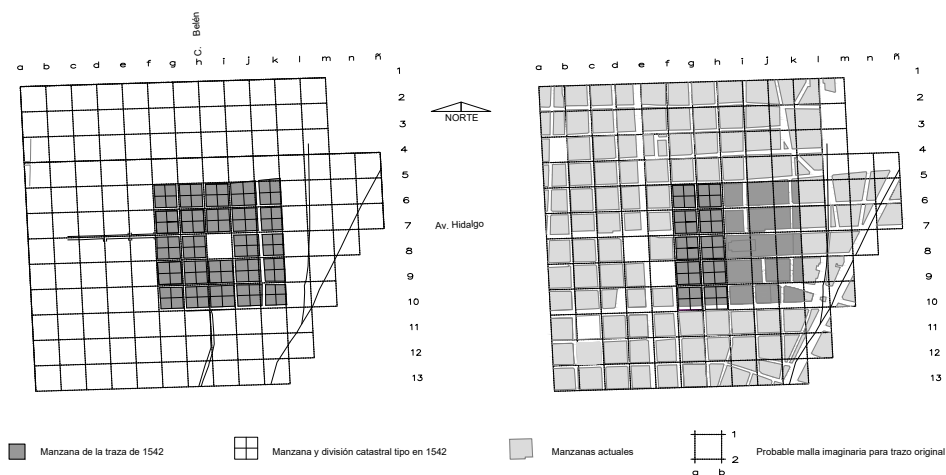 C. Belén
a b c d e f g h i j k l m n ñ
1
2
3
4
5
6
7
8
9
10
11
12
13
NORTE
Av. Hidalgo
a b c d e f g h i j k l m n ñ
1
2
3
4
5
6
7
8
9
10
11
12
13
Manzana de la traza de 1542
Manzana y división catastral tipo en 1542
Manzanas actuales
1
2
a b
Probable malla imaginaria para trazo original